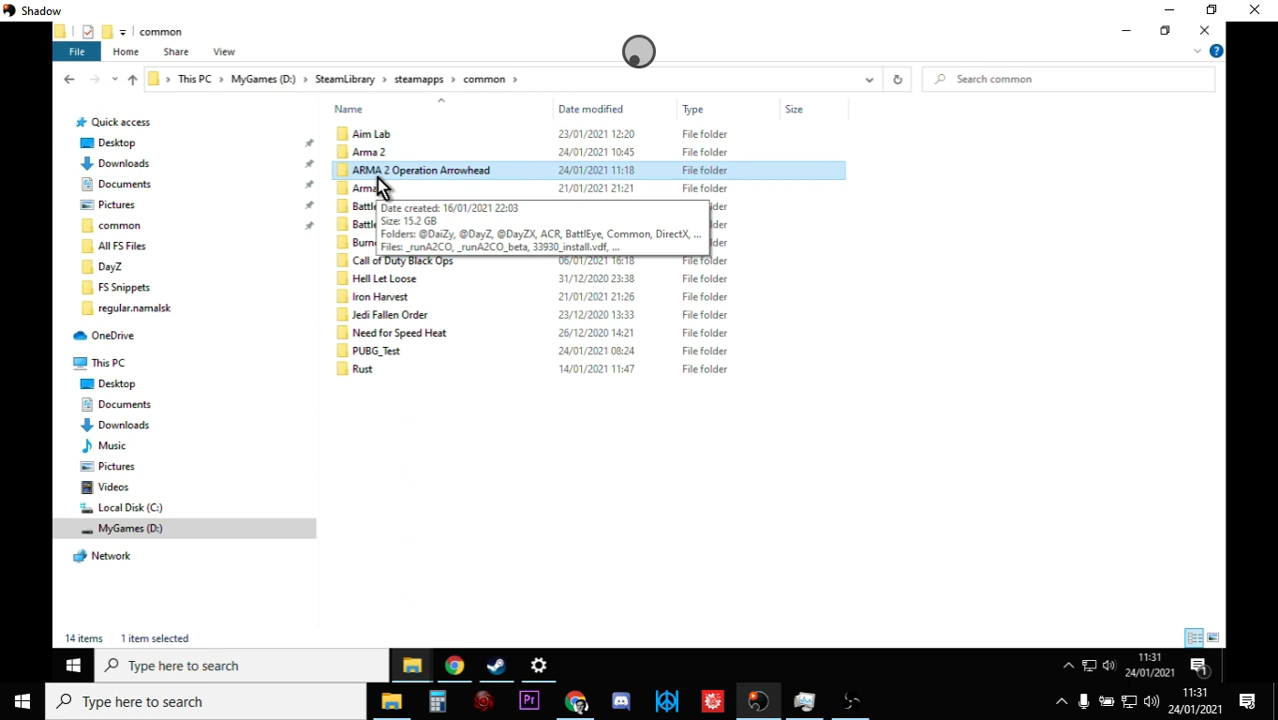 Shadow
common
File Home Share View
This PC MyGames (D:) SteamLibrary steamapps common Search common
Name Date modified Type Size
Quick access
Desktop
Downloads
Documents
Pictures
common
All FS Files
DayZ
FS Snippets
regular.namalsk
OneDrive
This PC
Desktop
Documents
Downloads
Music
Pictures
Videos
Local Disk (C:)
MyGames (D:)
Network
Aim Lab 23/01/2021 12:20 File folder
Arma 2 24/01/2021 10:45 File folder
ARMA 2 Operation Arrowhead 24/01/2021 11:18 File folder
Arma 21/01/2021 21:21 File folder
Date created: 16/01/2021 22:03
Size: 15.2 GB
Folders: @DaiZy, @DayZ, @DayZX, ACR, BattlEye, Common, DirectX, ...
Files: _runA2CO, _runA2CO_beta, 33930_install.vdf, ...
Call of Duty Black Ops 06/01/2021 16:18 File folder
Hell Let Loose 31/12/2020 23:38 File folder
Iron Harvest 21/01/2021 21:26 File folder
Jedi Fallen Order 23/12/2020 13:33 File folder
Need for Speed Heat 26/12/2020 14:21 File folder
PUBG_Test 24/01/2021 08:24 File folder
Rust 14/01/2021 11:47 File folder
14 items 1 item selected
Type here to search 11:31
24/01/2021
Type here to search Pr 11:31
24/01/2021